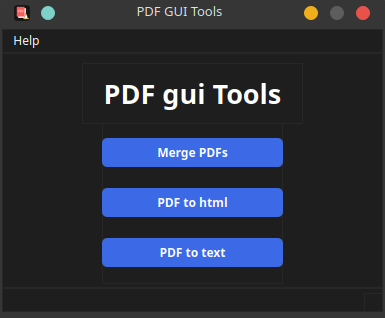 PDF GUI Tools
Help
PDF gui Tools
Merge PDFs
PDF to html
PDF to text